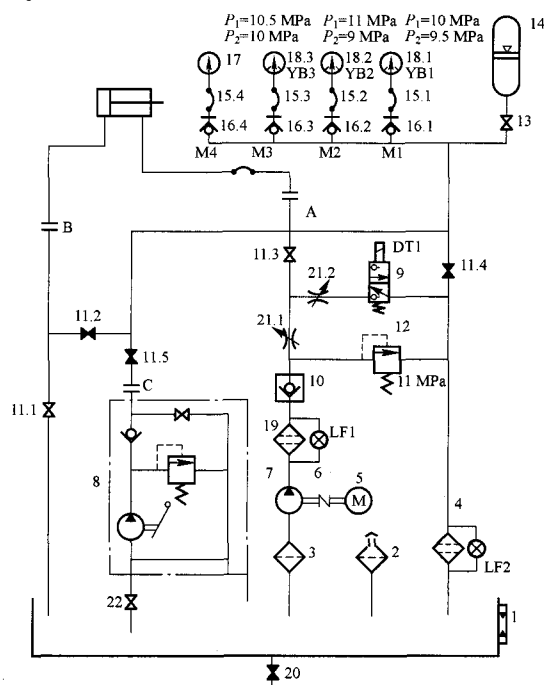 P₁=10.5 MPa P₁=11 MPa P₁=10 MPa
P₂=10 MPa P₂=9 MPa P₂=9.5 MPa
14
17 18.3 18.2 18.1
YB3 YB2 YB1
15.4 15.3 15.2 15.1
16.4 16.3 16.2 16.1
13
M4 M3 M2 M1
A
B
DT1
11.3
9
11.4
21.2
11.2
21.1
12
11.5
C
10
11 MPa
11.1
19
LF1
8
7
6
5
M
4
3
2
LF2
22
1
20